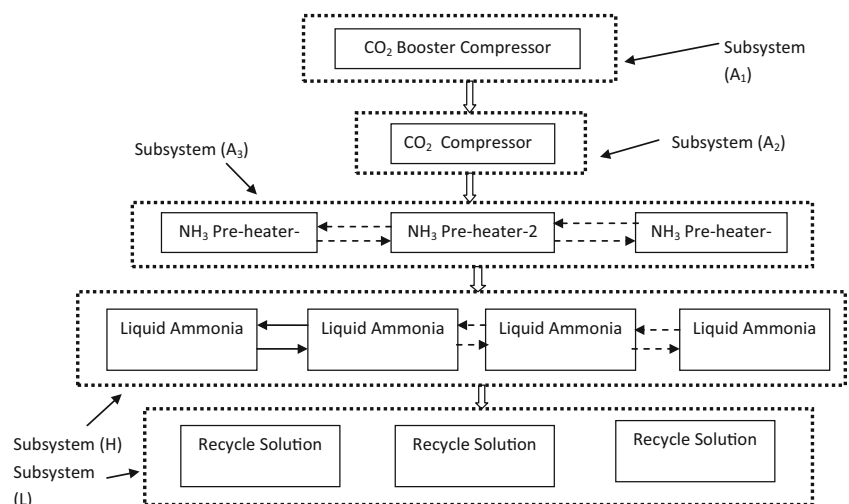 CO₂ Booster Compressor
Subsystem
(A₁)
CO₂ Compressor
Subsystem (A₂)
Subsystem (A₃)
NH₃ Pre-heater-
NH₃ Pre-heater-2
NH₃ Pre-heater-
Liquid Ammonia
Liquid Ammonia
Liquid Ammonia
Liquid Ammonia
Subsystem (H)
Subsystem
(L)
Recycle Solution
Recycle Solution
Recycle Solution